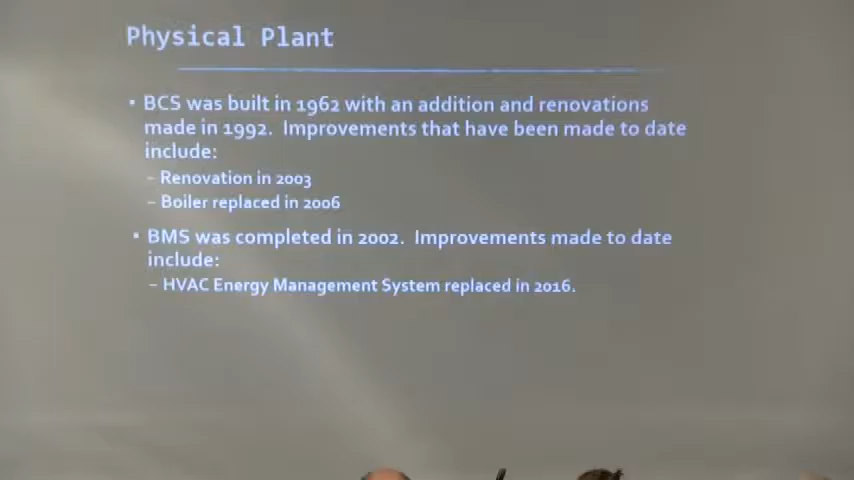 Physical Plant
▪ BCS was built in 1962 with an addition and renovations
made in 1992. Improvements that have been made to date
include:
– Renovation in 2003
– Boiler replaced in 2006
▪ BMS was completed in 2002. Improvements made to date
include:
– HVAC Energy Management System replaced in 2016.